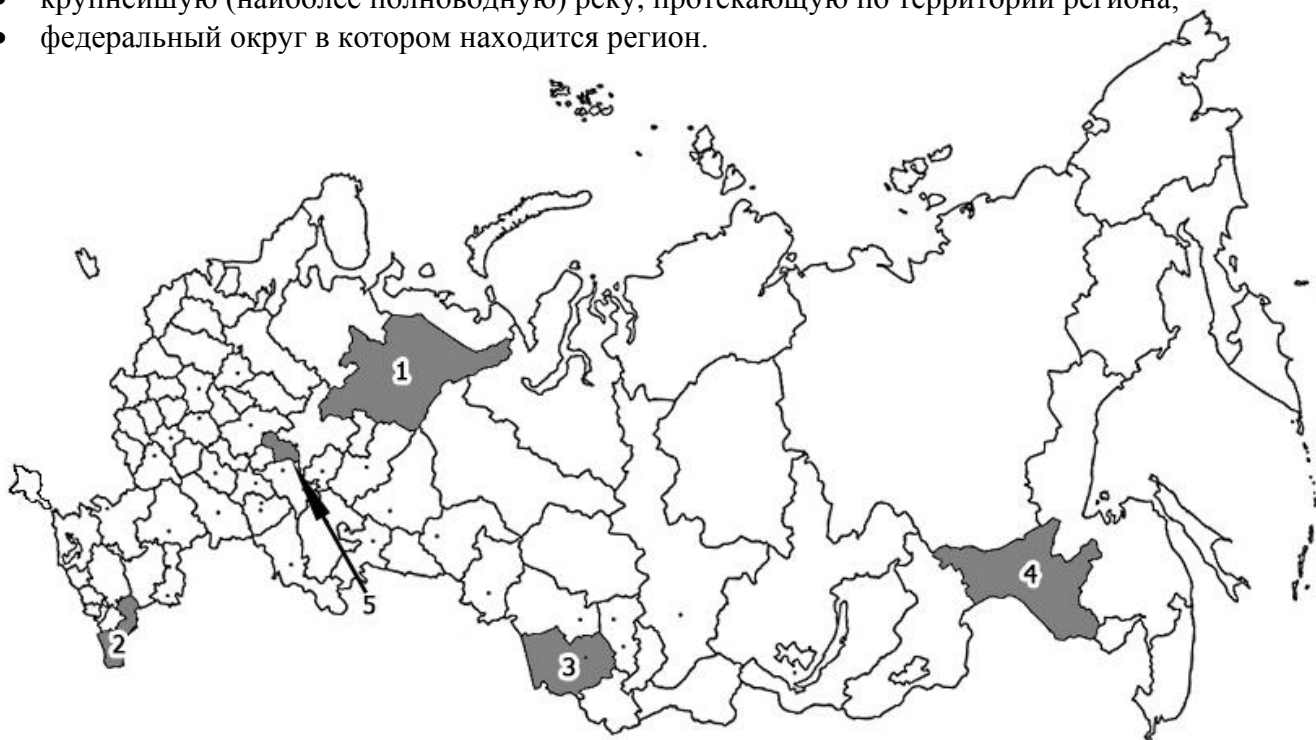 • крупнейшую (наиболее полноводную) реку, протекающую по территории региона;
• федеральный округ в котором находится регион.
1
4
5
2
3